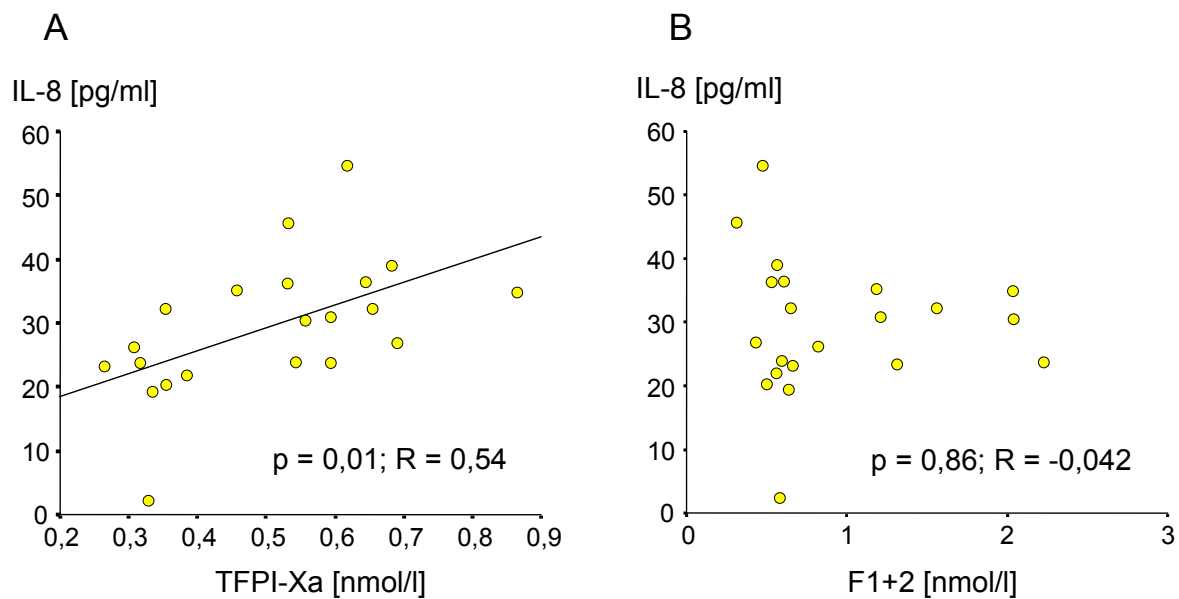 A
IL-8 [pg/ml]
60
50
40
30
20
10
0
0,2 0,3 0,4 0,5 0,6 0,7 0,8 0,9
p = 0,01; R = 0,54
TFPI-Xa [nmol/l]
B
IL-8 [pg/ml]
60
50
40
30
20
10
0
0 1 2 3
p = 0,86; R = -0,042
F1+2 [nmol/l]